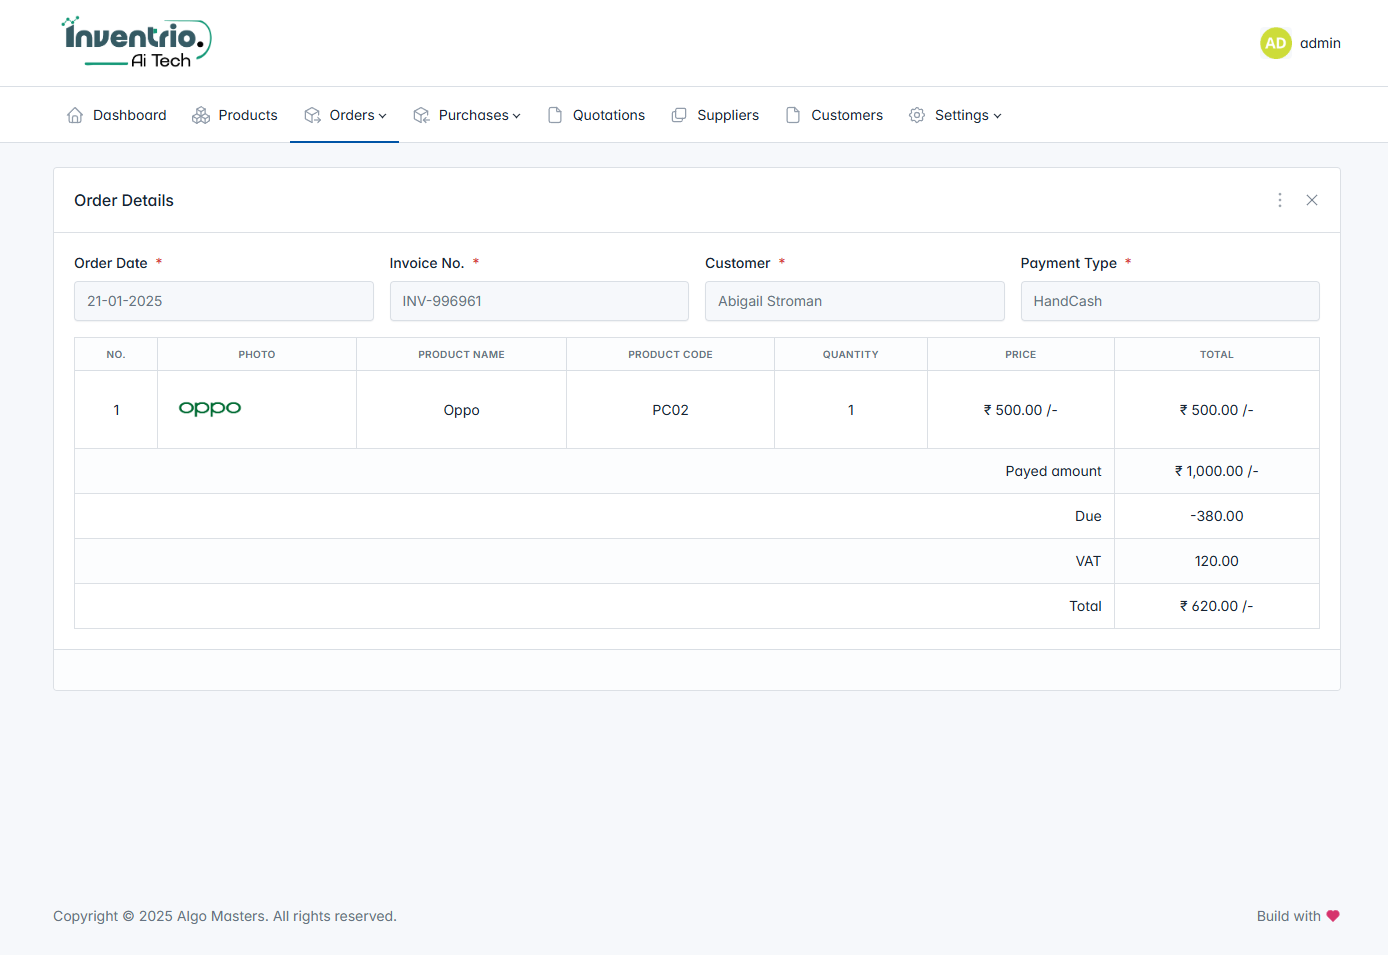 inventrio.
Ai Tech
AD admin
Dashboard Products Orders Purchases Quotations Suppliers Customers Settings
Order Details
Order Date * Invoice No. * Customer * Payment Type *
21-01-2025 INV-996961 Abigail Stroman HandCash
NO. PHOTO PRODUCT NAME PRODUCT CODE QUANTITY PRICE TOTAL
1 oppo Oppo PC02 1 ₹ 500.00 /- ₹ 500.00 /-
Payed amount ₹ 1,000.00 /-
Due -380.00
VAT 120.00
Total ₹ 620.00 /-
Copyright © 2025 Algo Masters. All rights reserved. Build with